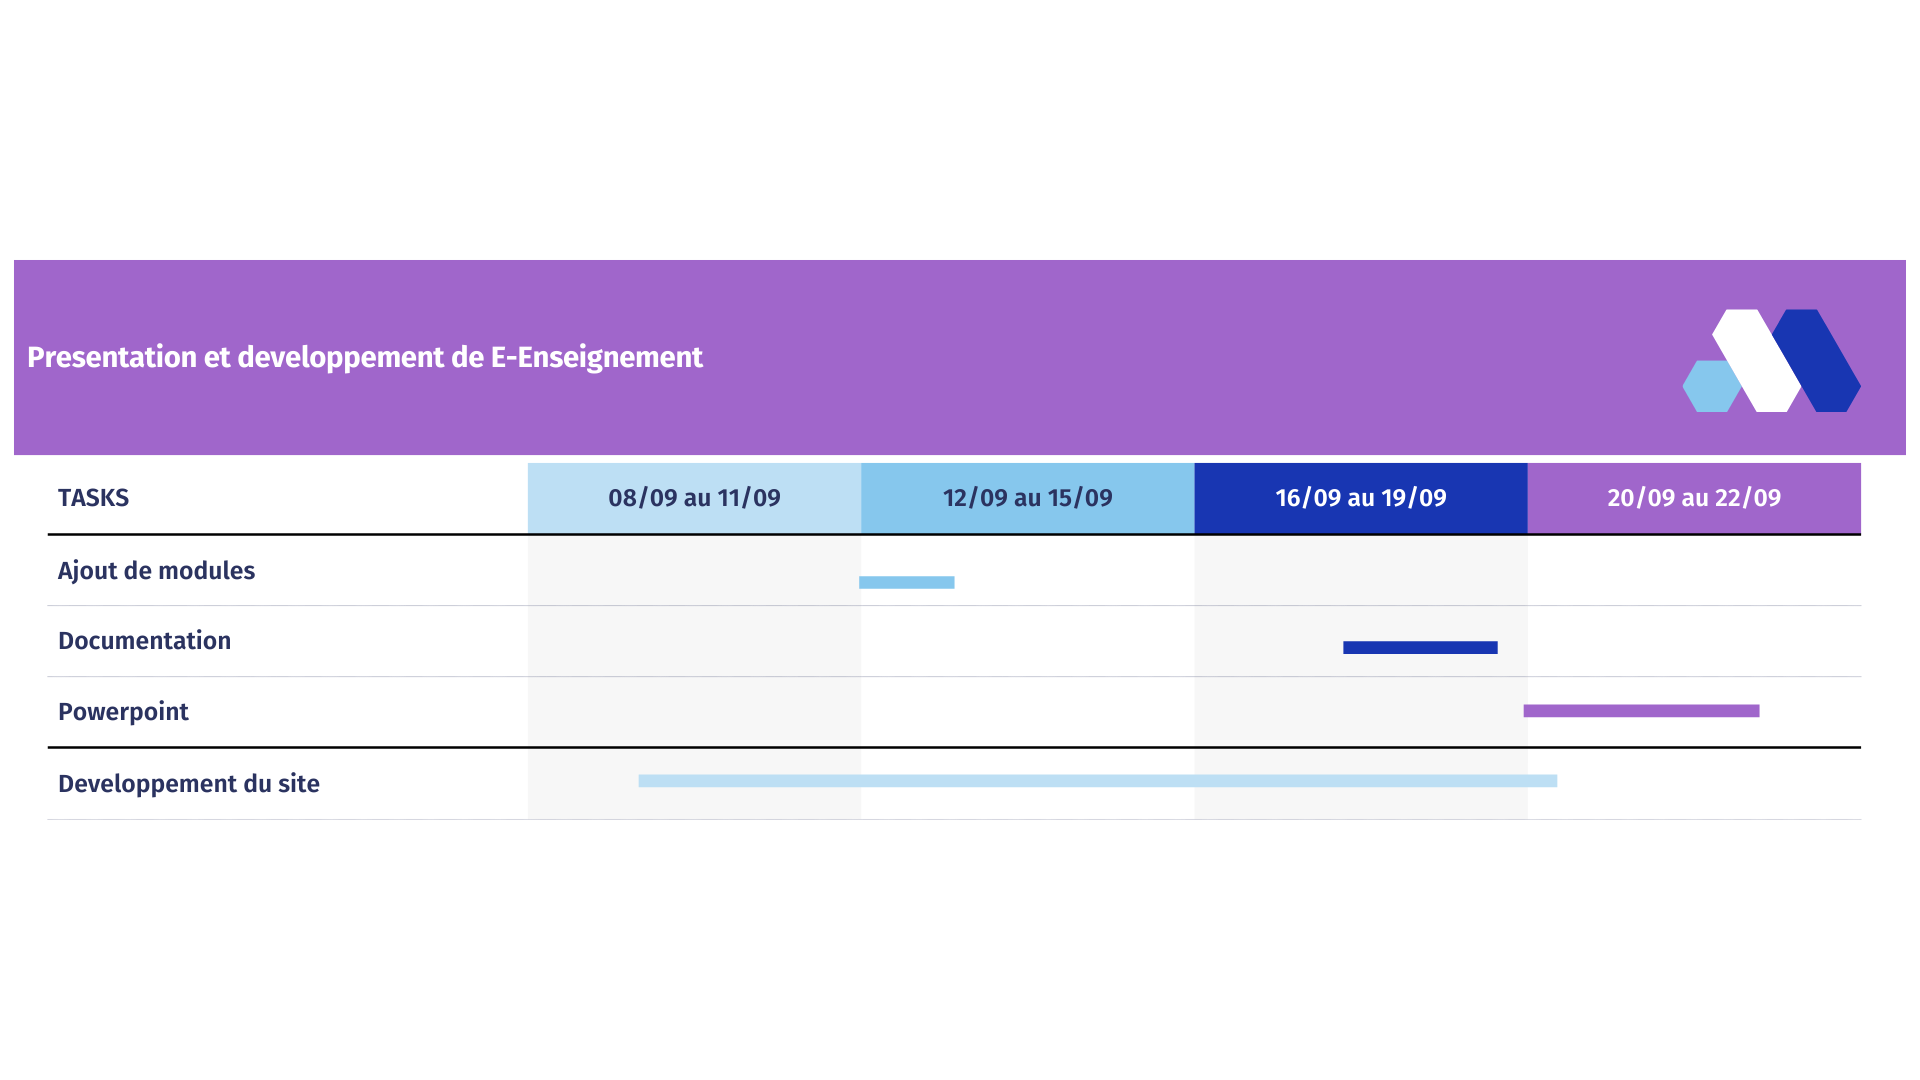 Presentation et developpement de E-Enseignement
TASKS 08/09 au 11/09 12/09 au 15/09 16/09 au 19/09 20/09 au 22/09
Ajout de modules
Documentation
Powerpoint
Developpement du site